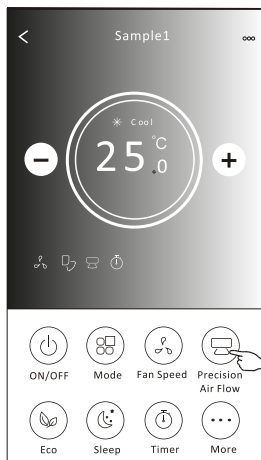 Sample1
Cool
25.0°C
ON/OFF
Mode
Fan Speed
Precision
Air Flow
Eco
Sleep
Timer
More